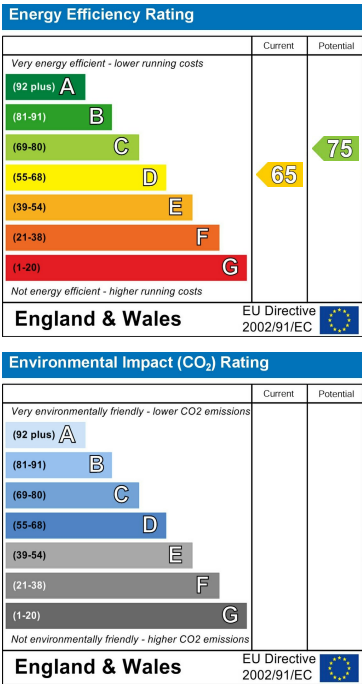 Energy Efficiency Rating
Current Potential
Very energy efficient - lower running costs
(92 plus) A
(81-91) B
(69-80) C
(55-68) D
(39-54) E
(21-38) F
(1-20) G
65
75
Not energy efficient - higher running costs
England & Wales
EU Directive
2002/91/EC
Environmental Impact (CO₂) Rating
Current Potential
Very environmentally friendly - lower CO2 emissions
(92 plus) A
(81-91) B
(69-80) C
(55-68) D
(39-54) E
(21-38) F
(1-20) G
Not environmentally friendly - higher CO2 emissions
England & Wales
EU Directive
2002/91/EC